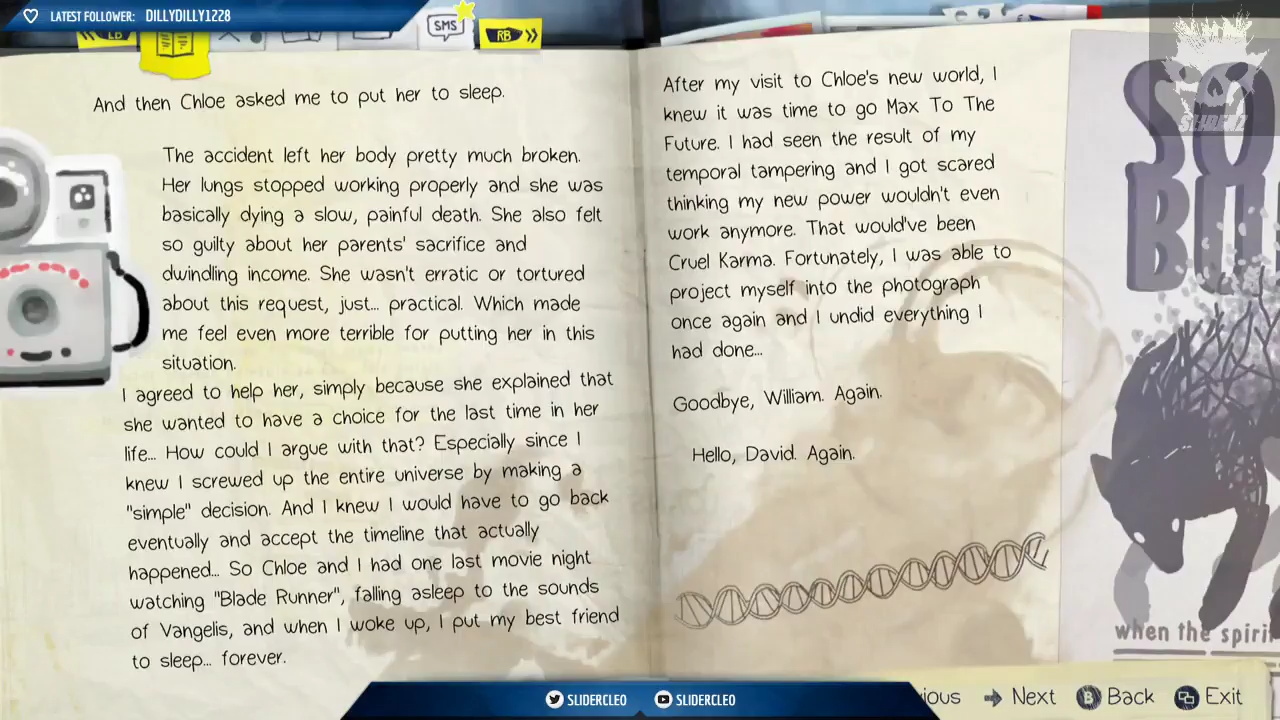 LATEST FOLLOWER: DILLYDILLY1228
LB
SMS
RB
And then Chloe asked me to put her to sleep.
The accident left her body pretty much broken.
Her lungs stopped working properly and she was
basically dying a slow, painful death. She also felt
so guilty about her parents' sacrifice and
dwindling income. She wasn't erratic or tortured
about this request, just... practical. Which made
me feel even more terrible for putting her in this
situation.
I agreed to help her, simply because she explained that
she wanted to have a choice for the last time in her
life... How could I argue with that? Especially since I
knew I screwed up the entire universe by making a
"simple" decision. And I knew I would have to go back
eventually and accept the timeline that actually
happened... So Chloe and I had one last movie night
watching "Blade Runner", falling asleep to the sounds
of Vangelis, and when I woke up, I put my best friend
to sleep... forever.
After my visit to Chloe's new world, I
knew it was time to go Max To The
Future. I had seen the result of my
temporal tampering and I got scared
thinking my new power wouldn't even
work anymore. That would've been
Cruel Karma. Fortunately, I was able to
project myself into the photograph
once again and I undid everything I
had done...
Goodbye, William. Again.
Hello, David. Again.
SO
when the spirit
SLIDERCLEO
SLIDERCLEO
ious
Next
B Back
Exit